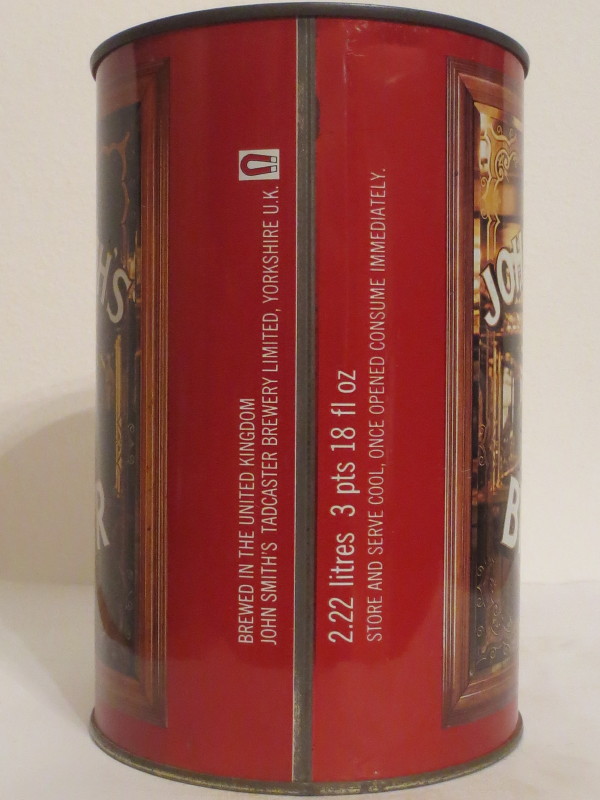 BREWED IN THE UNITED KINGDOM
JOHN SMITH'S TADCASTER BREWERY LIMITED, YORKSHIRE U.K.
2.22 litres 3 pts 18 fl oz
STORE AND SERVE COOL, ONCE OPENED CONSUME IMMEDIATELY.